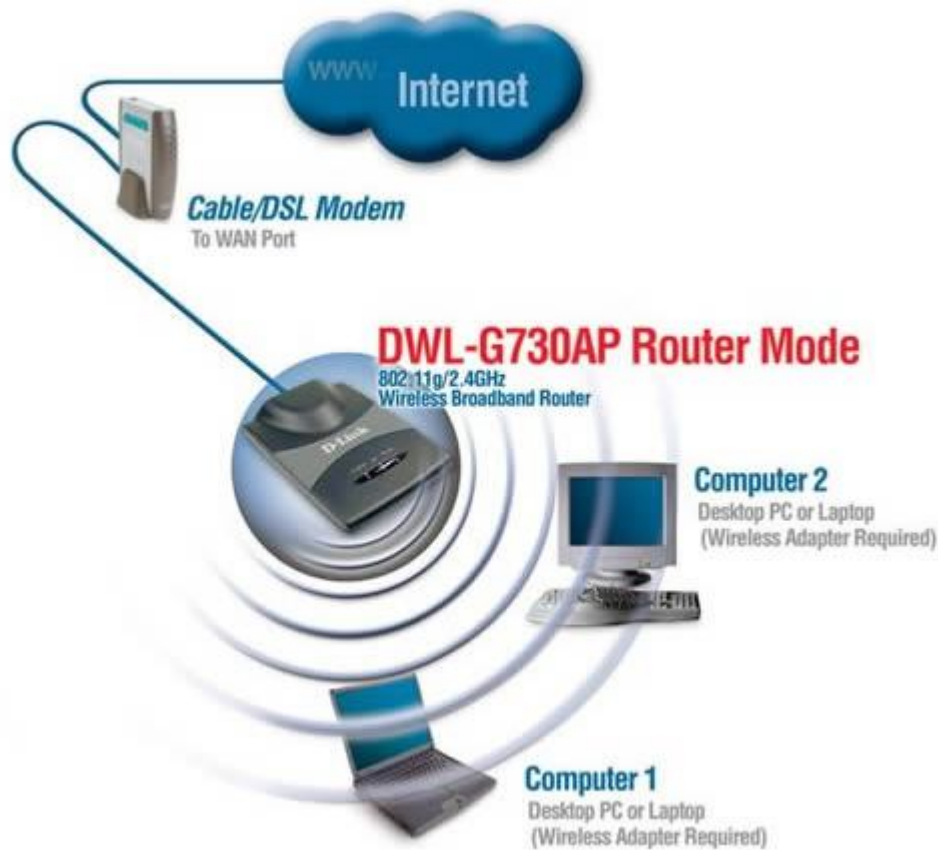 www
Internet
Cable/DSL Modem
To WAN Port
DWL-G730AP Router Mode
802.11g/2.4GHz
Wireless Broadband Router
D-Link
Computer 2
Desktop PC or Laptop
(Wireless Adapter Required)
Computer 1
Desktop PC or Laptop
(Wireless Adapter Required)